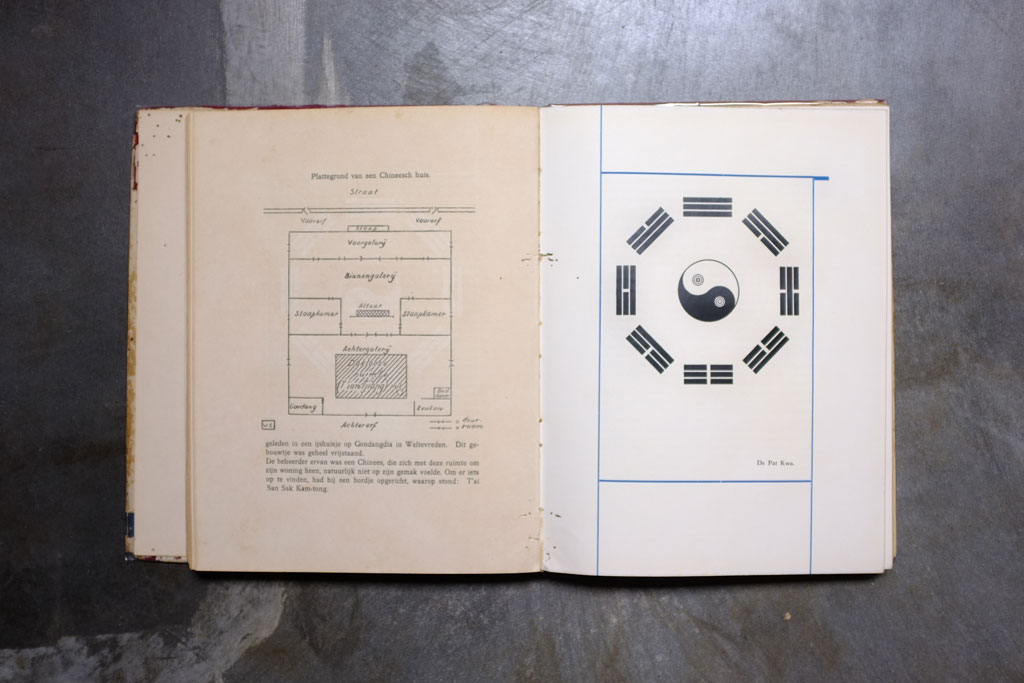 Plattegrond van een Chineesch huis.
Straat
Voorerf Voorerf
Stoep
Voorgalerij
Binnengalerij
Altaar
Slaapkamer Slaapkamer
Achtergalerij
Goedang
Keuken
W.C.
Achtererf
= deur
= raam
geleden in een ijshuisje op Gondangdia in Weltevreden. Dit ge-
bouwtje was geheel vrijstaand.
De beheerder ervan was een Chinees, die zich met deze ruimte om
zijn woning heen, natuurlijk niet op zijn gemak voelde. Om er iets
op te vinden, had hij een bordje opgericht, waarop stond: T'ai
San Sak Kam-tong.
De Pat Kwa.